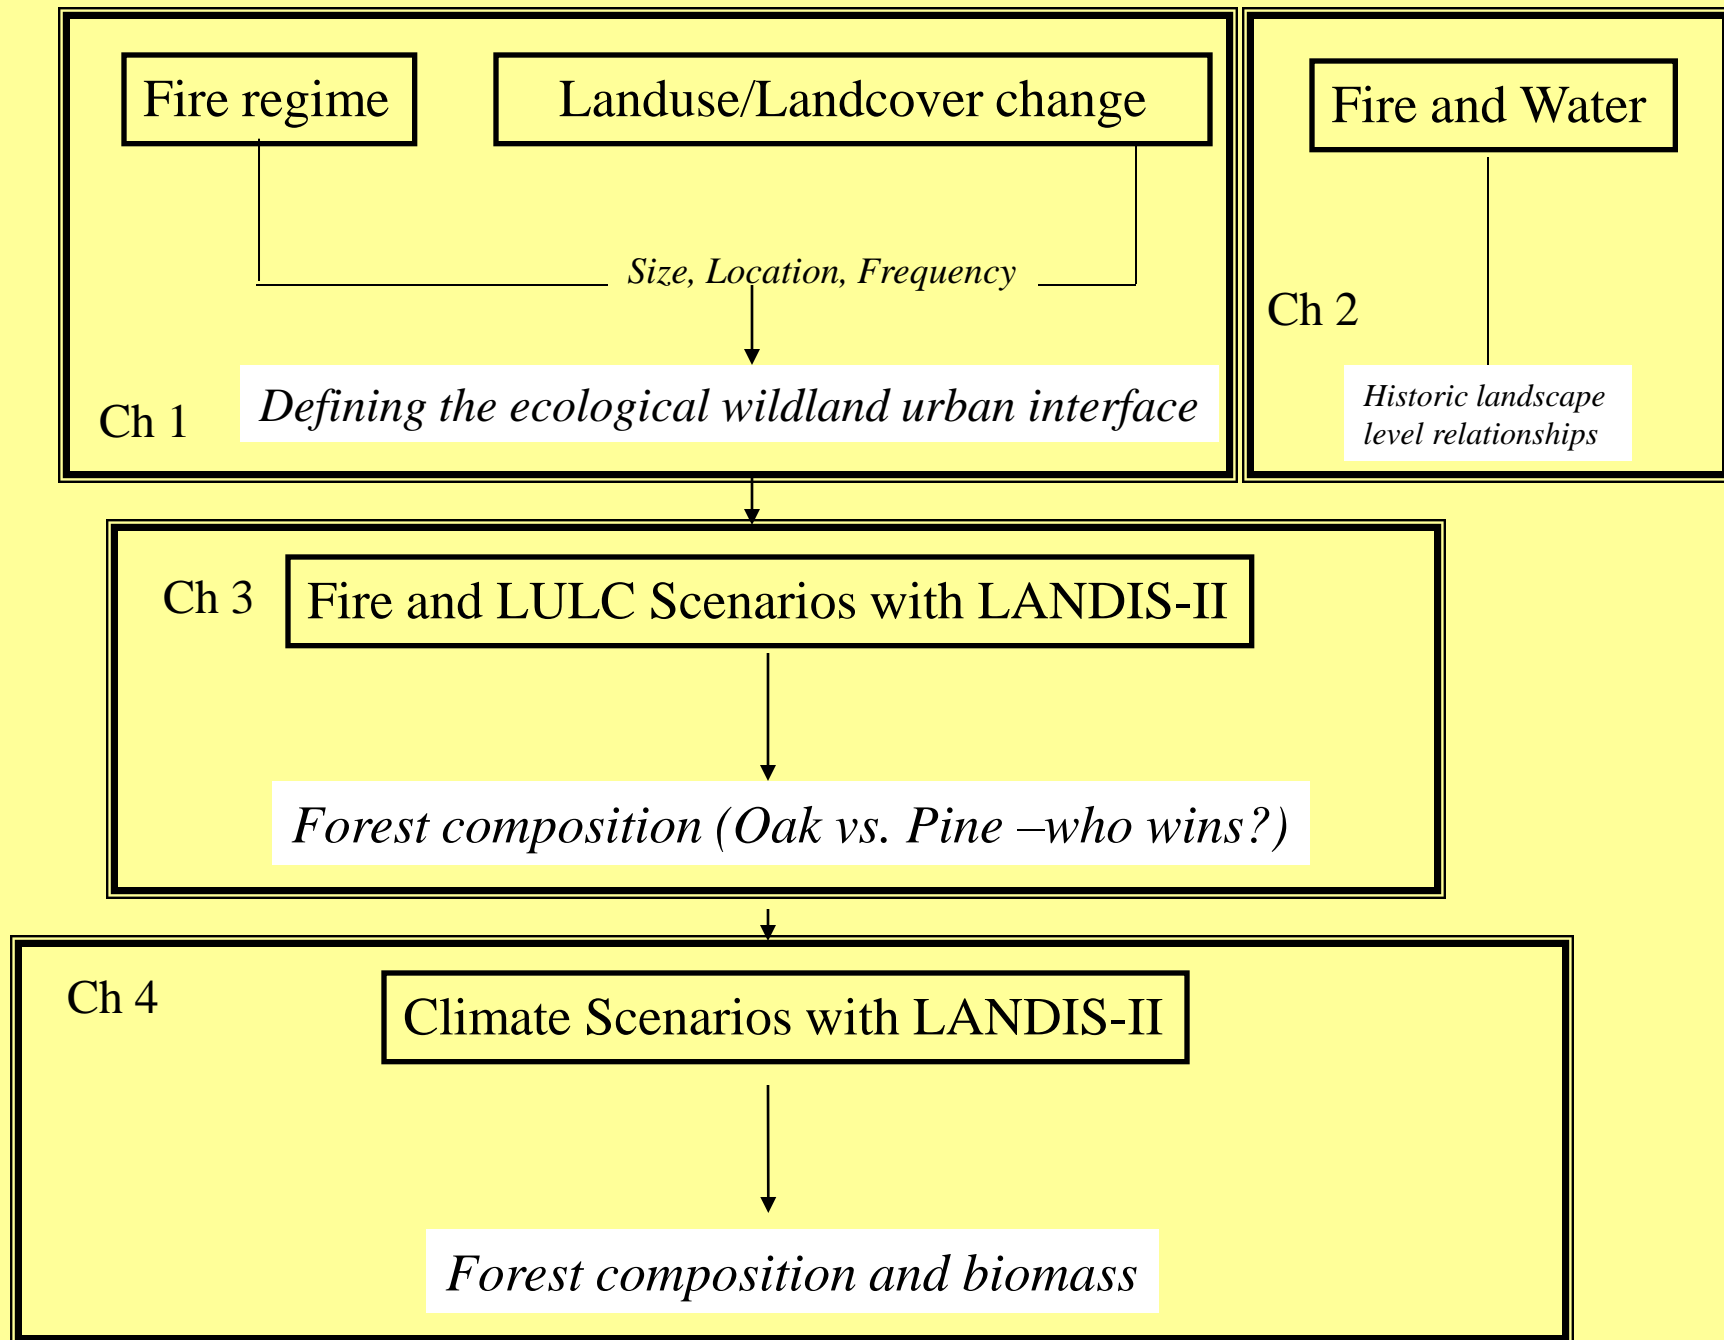 Fire regime
Landuse/Landcover change
Size, Location, Frequency
Ch 1
Defining the ecological wildland urban interface
Fire and Water
Ch 2
Historic landscape
level relationships
Ch 3
Fire and LULC Scenarios with LANDIS-II
Forest composition (Oak vs. Pine –who wins?)
Ch 4
Climate Scenarios with LANDIS-II
Forest composition and biomass